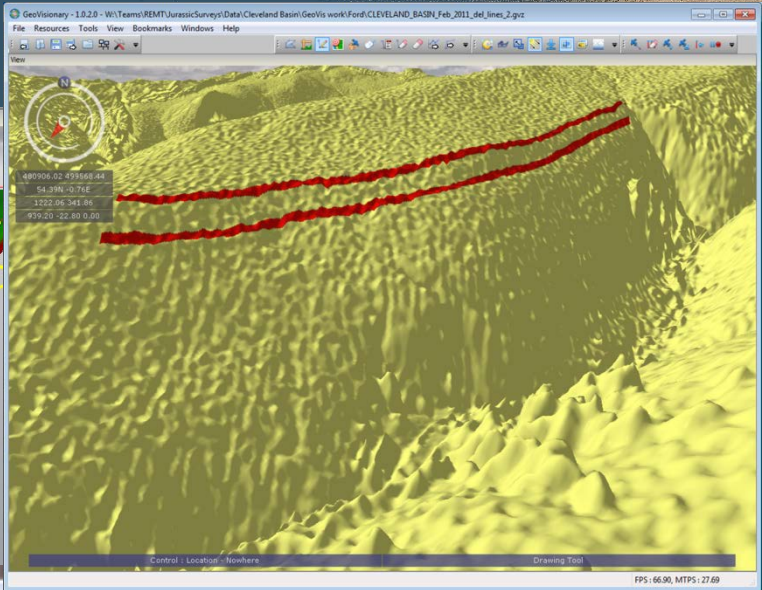 GeoVisionary - 1.0.2.0 - W:\Teams\REMT\JurassicSurveys\Data\Cleveland Basin\GeoVis work\Ford\CLEVELAND_BASIN_Feb_2011_del_lines_2.gvz
File Resources Tools View Bookmarks Windows Help
View
N
480906.02 499568.44
54.39N -0.76E
1222.06 341.86
939.20 -22.80 0.00
Control : Location - Nowhere
Drawing Tool
FPS : 66.90, MTPS : 27.69